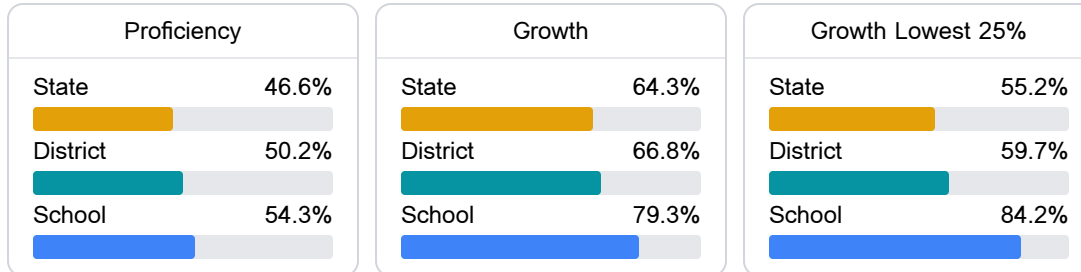 Proficiency
State 46.6%
District 50.2%
School 54.3%
Growth
State 64.3%
District 66.8%
School 79.3%
Growth Lowest 25%
State 55.2%
District 59.7%
School 84.2%